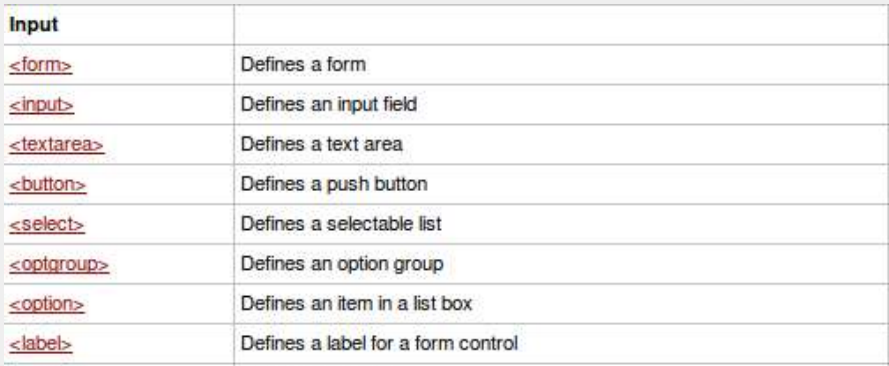 Input
<form> Defines a form
<input> Defines an input field
<textarea> Defines a text area
<button> Defines a push button
<select> Defines a selectable list
<optgroup> Defines an option group
<option> Defines an item in a list box
<label> Defines a label for a form control